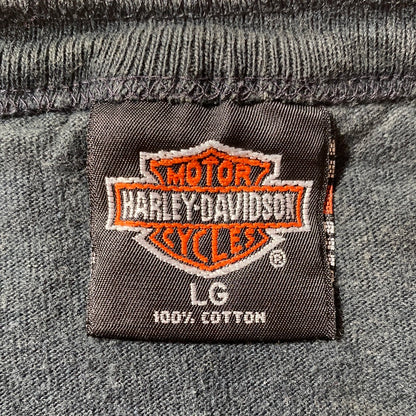 MOTOR
HARLEY-DAVIDSON
CYCLES
®
LG
100% COTTON